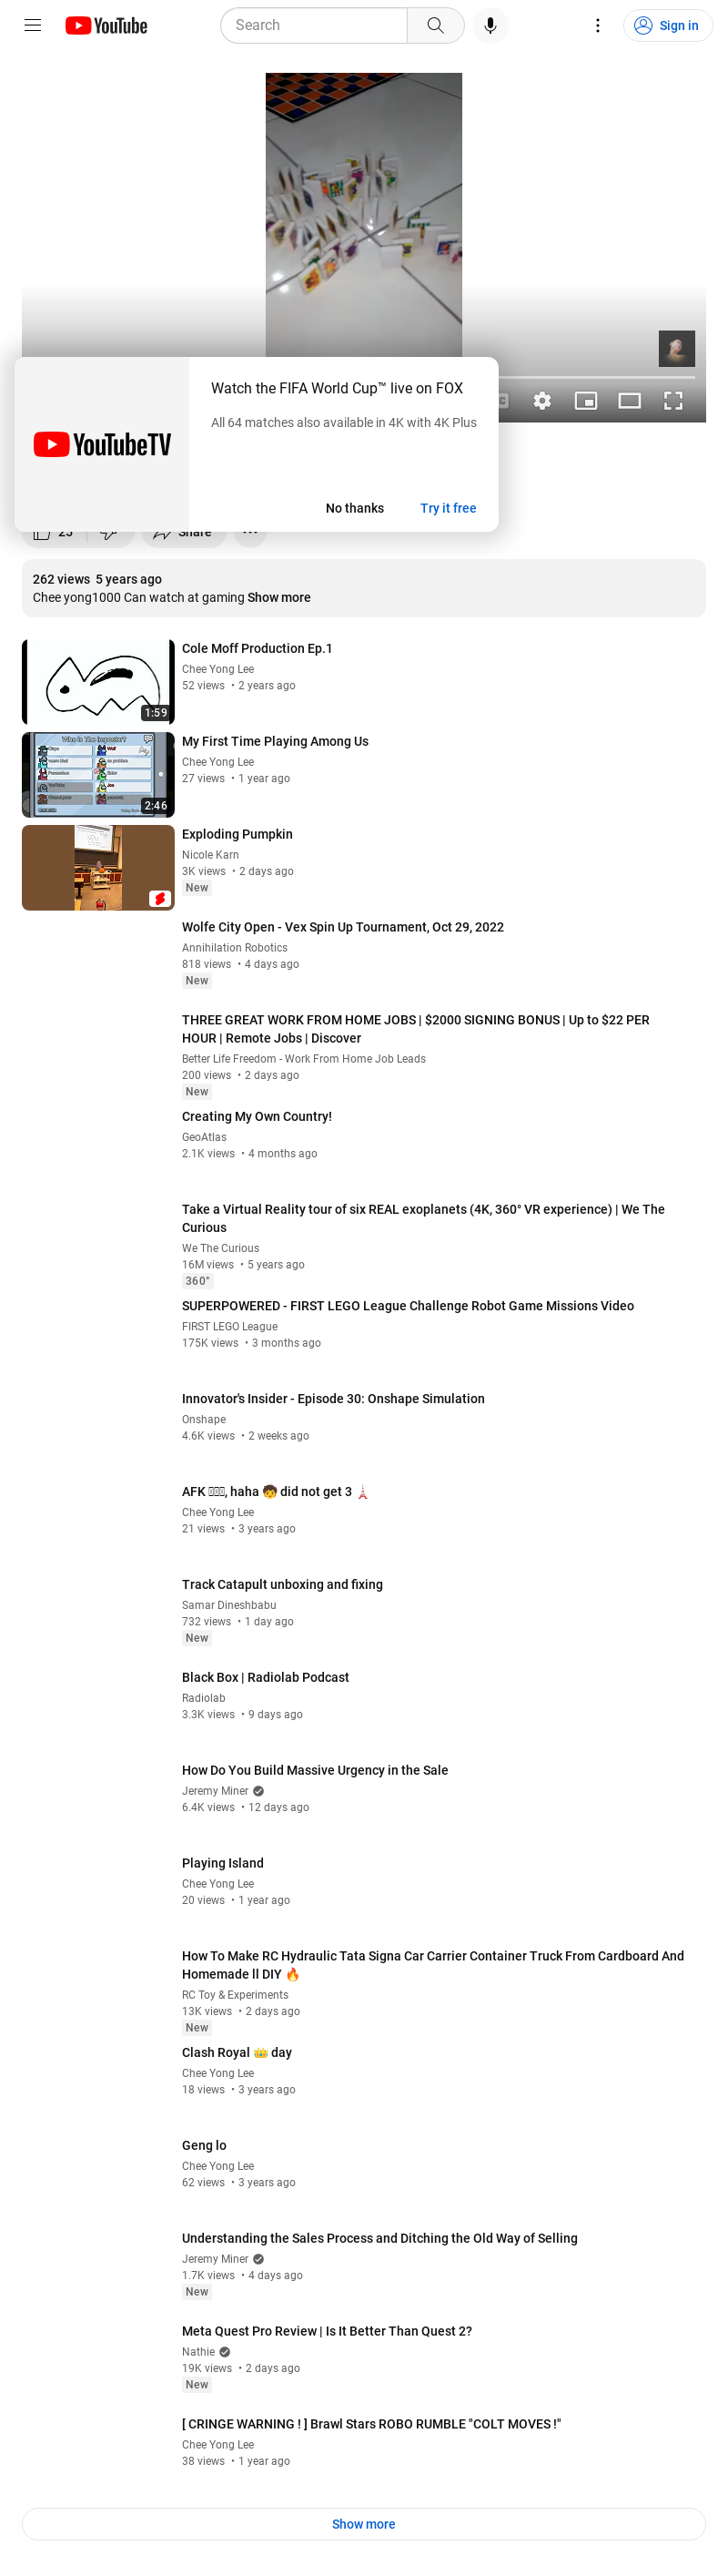 YouTube
Search
Sign in
Watch the FIFA World Cup™ live on FOX
All 64 matches also available in 4K with 4K Plus
YouTubeTV
No thanks
Try it free
25
Share
262 views 5 years ago
Chee yong1000 Can watch at gaming Show more
Cole Moff Production Ep.1
Chee Yong Lee
52 views • 2 years ago
1:59
My First Time Playing Among Us
Who Is The Impostor?
Chee Yong Lee
27 views • 1 year ago
2:46
Exploding Pumpkin
Nicole Karn
3K views • 2 days ago
New
Wolfe City Open - Vex Spin Up Tournament, Oct 29, 2022
Annihilation Robotics
818 views • 4 days ago
New
THREE GREAT WORK FROM HOME JOBS | $2000 SIGNING BONUS | Up to $22 PER
HOUR | Remote Jobs | Discover
Better Life Freedom - Work From Home Job Leads
200 views • 2 days ago
New
Creating My Own Country!
GeoAtlas
2.1K views • 4 months ago
Take a Virtual Reality tour of six REAL exoplanets (4K, 360° VR experience) | We The
Curious
We The Curious
16M views • 5 years ago
360°
SUPERPOWERED - FIRST LEGO League Challenge Robot Game Missions Video
FIRST LEGO League
175K views • 3 months ago
Innovator's Insider - Episode 30: Onshape Simulation
Onshape
4.6K views • 2 weeks ago
AFK , haha 🧒 did not get 3 🗼
Chee Yong Lee
21 views • 3 years ago
Track Catapult unboxing and fixing
Samar Dineshbabu
732 views • 1 day ago
New
Black Box | Radiolab Podcast
Radiolab
3.3K views • 9 days ago
How Do You Build Massive Urgency in the Sale
Jeremy Miner
6.4K views • 12 days ago
Playing Island
Chee Yong Lee
20 views • 1 year ago
How To Make RC Hydraulic Tata Signa Car Carrier Container Truck From Cardboard And
Homemade ll DIY 🔥
RC Toy & Experiments
13K views • 2 days ago
New
Clash Royal 👑 day
Chee Yong Lee
18 views • 3 years ago
Geng lo
Chee Yong Lee
62 views • 3 years ago
Understanding the Sales Process and Ditching the Old Way of Selling
Jeremy Miner
1.7K views • 4 days ago
New
Meta Quest Pro Review | Is It Better Than Quest 2?
Nathie
19K views • 2 days ago
New
[ CRINGE WARNING ! ] Brawl Stars ROBO RUMBLE "COLT MOVES !"
Chee Yong Lee
38 views • 1 year ago
Show more